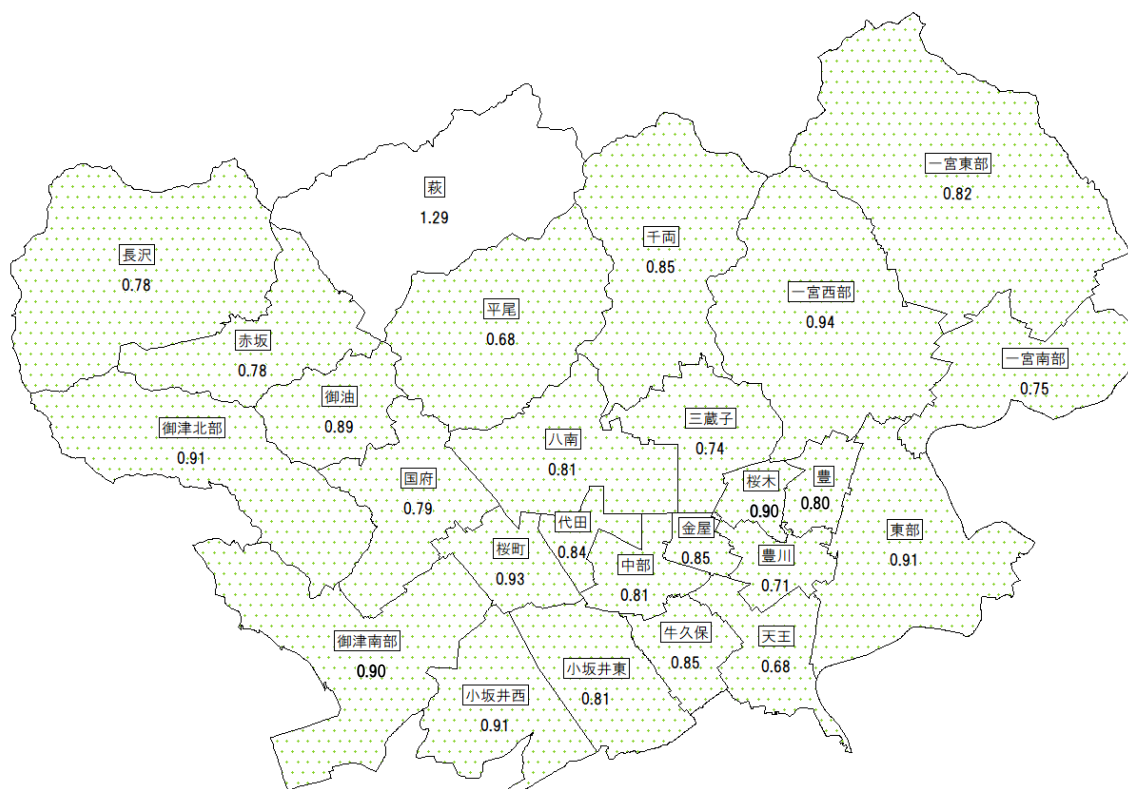 一宮東部
0.82
萩
1.29
千両
0.85
長沢
0.78
一宮西部
0.94
平尾
0.68
赤坂
0.78
一宮南部
0.75
御油
0.89
三蔵子
0.74
御津北部
0.91
八南
0.81
国府
0.79
桜木
0.90
豊
0.80
代田
0.84
金屋
0.85
東部
0.91
桜町
0.93
豊川
0.71
中部
0.81
牛久保
0.85
天王
0.68
御津南部
0.90
小坂井東
0.81
小坂井西
0.91